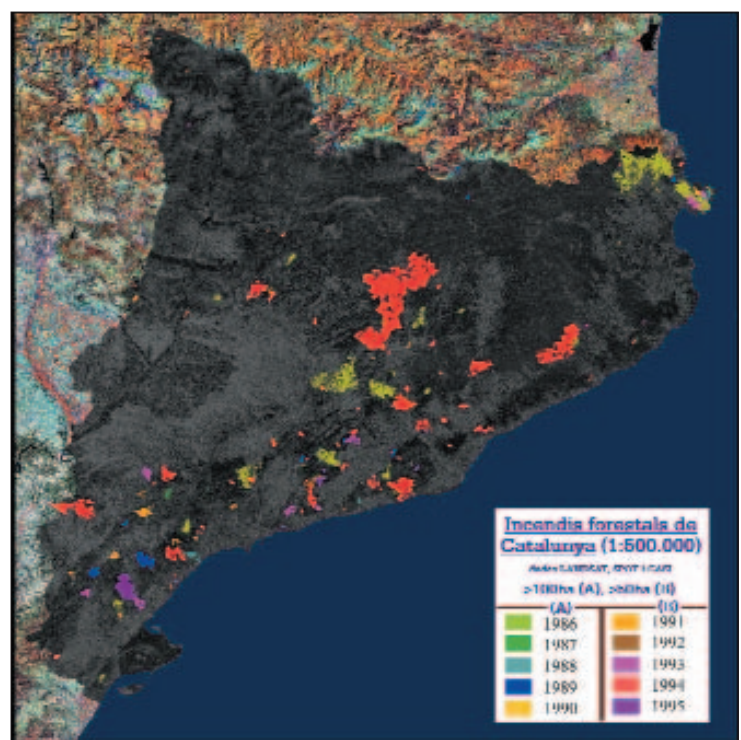 Incendis forestals de
Catalunya (1:500.000)
>100ha (A), >50ha (B)
(A) (B)
1986 1991
1987 1992
1988 1993
1989 1994
1990 1995